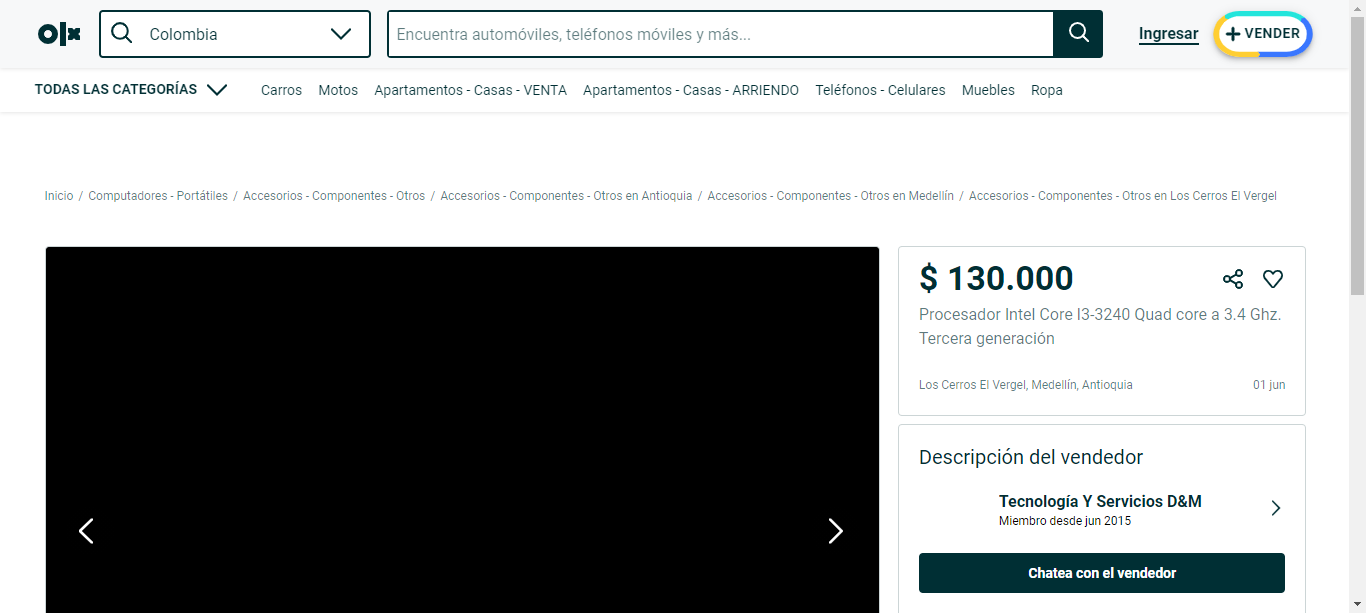 olx
Colombia
Encuentra automóviles, teléfonos móviles y más...
Ingresar
VENDER
TODAS LAS CATEGORÍAS
Carros
Motos
Apartamentos - Casas - VENTA
Apartamentos - Casas - ARRIENDO
Teléfonos - Celulares
Muebles
Ropa
Inicio / Computadores - Portátiles / Accesorios - Componentes - Otros / Accesorios - Componentes - Otros en Antioquia / Accesorios - Componentes - Otros en Medellín / Accesorios - Componentes - Otros en Los Cerros El Vergel
$ 130.000
Procesador Intel Core I3-3240 Quad core a 3.4 Ghz.
Tercera generación
Los Cerros El Vergel, Medellín, Antioquia
01 jun
Descripción del vendedor
Tecnología Y Servicios D&M
Miembro desde jun 2015
Chatea con el vendedor